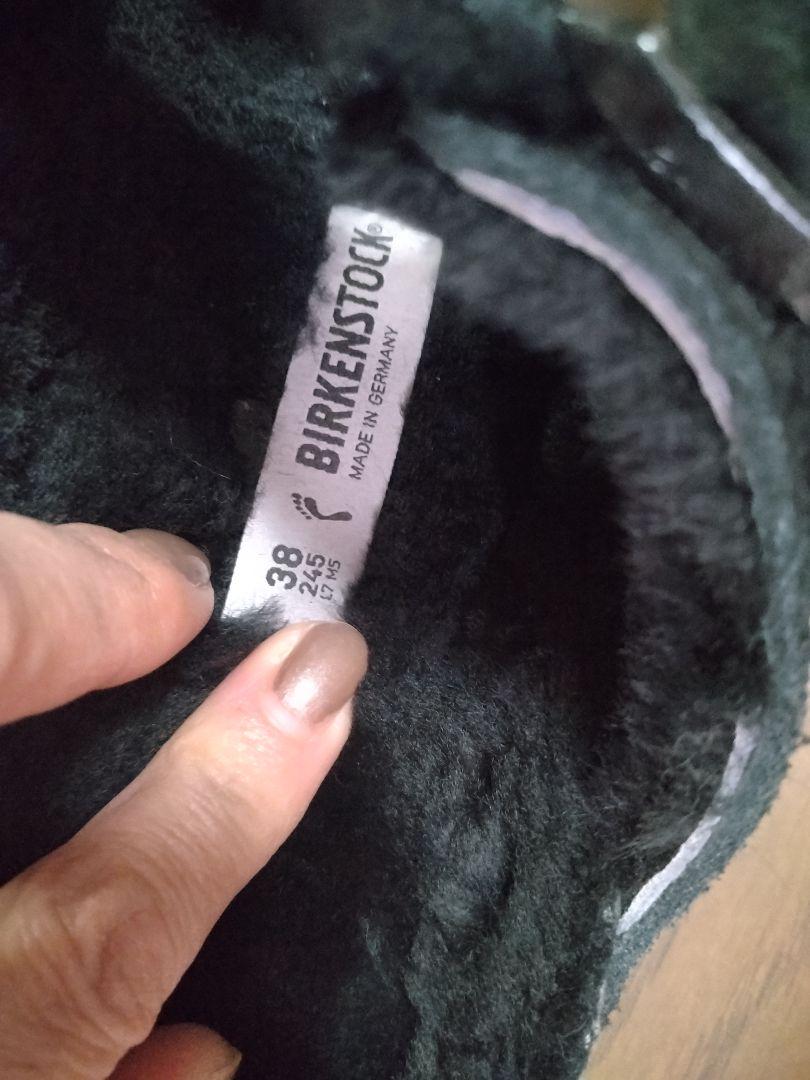 BIRKENSTOCK®
MADE IN GERMANY
38
245
L7 M5